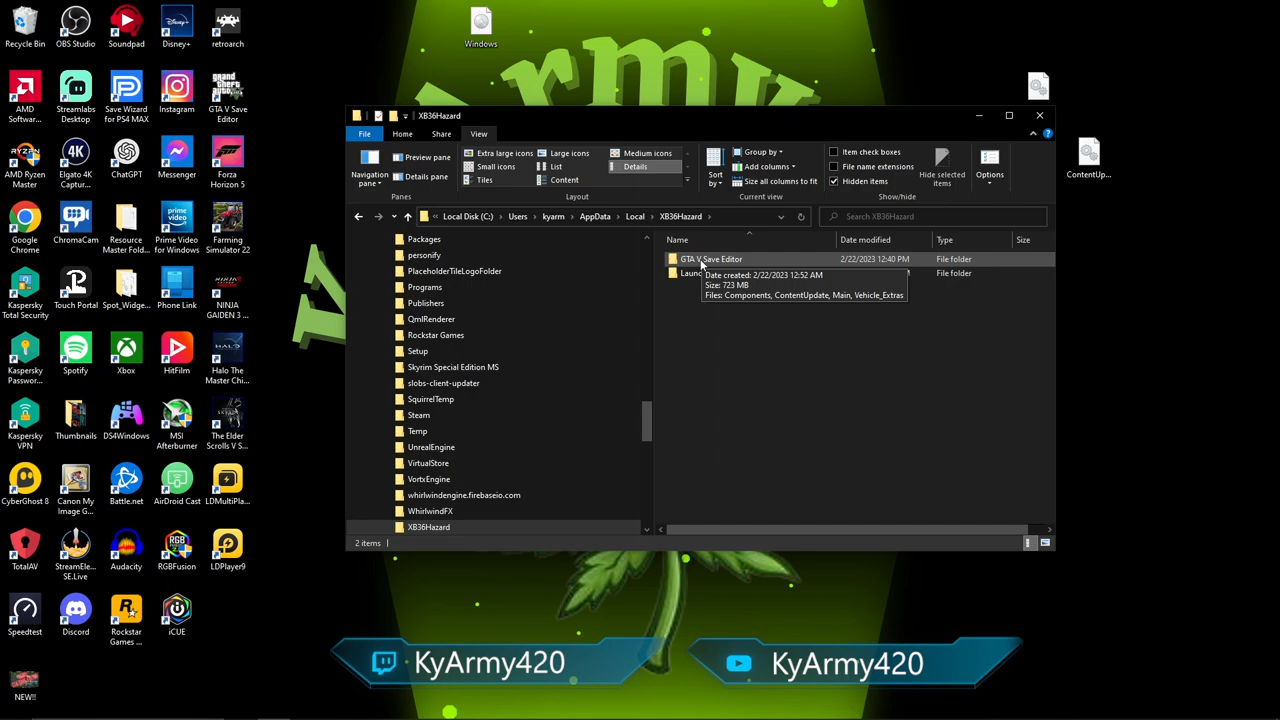 Recycle Bin
OBS Studio
Soundpad
Disney+
retroarch
Windows
AMD Software...
Streamlabs Desktop
Save Wizard for PS4 MAX
Instagram
GTA V Save Editor
AMD Ryzen Master
Elgato 4K Captur...
ChatGPT
Messenger
Forza Horizon 5
Google Chrome
ChromaCam
Resource Master Fold...
Prime Video for Windows
Farming Simulator 22
Kaspersky Total Security
Touch Portal
Spot_Widge...
Phone Link
NINJA GAIDEN 3 ...
Kaspersky Passwor...
Spotify
Xbox
HitFilm
Halo The Master Chi...
Kaspersky VPN
Thumbnails
DS4Windows
MSI Afterburner
The Elder Scrolls V S...
CyberGhost 8
Canon My Image G...
Battle.net
AirDroid Cast
LDMultiPla...
TotalAV
StreamEle... SE.Live
Audacity
RGBFusion
LDPlayer9
Speedtest
Discord
Rockstar Games ...
iCUE
NEW!!
ContentUp...
XB36Hazard
File
Home
Share
View
Navigation pane
Preview pane
Details pane
Panes
Extra large icons
Large icons
Medium icons
Small icons
List
Details
Tiles
Content
Layout
Sort by
Group by
Add columns
Size all columns to fit
Current view
Item check boxes
File name extensions
Hidden items
Hide selected items
Show/hide
Options
Local Disk (C:)
Users
kyarm
AppData
Local
XB36Hazard
Search XB36Hazard
Packages
personify
PlaceholderTileLogoFolder
Programs
Publishers
QmlRenderer
Rockstar Games
Setup
Skyrim Special Edition MS
slobs-client-updater
SquirrelTemp
Steam
Temp
UnrealEngine
VirtualStore
VortxEngine
whirlwindengine.firebaseio.com
WhirlwindFX
XB36Hazard
Name
Date modified
Type
Size
GTA V Save Editor
2/22/2023 12:40 PM
File folder
File folder
Date created: 2/22/2023 12:52 AM
Size: 723 MB
Files: Components, ContentUpdate, Main, Vehicle_Extras
2 items
KyArmy420
KyArmy420